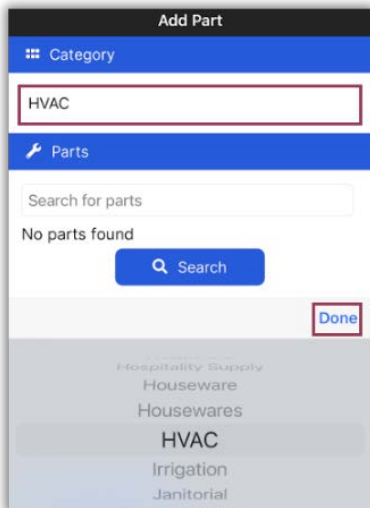 Add Part
Category
HVAC
Parts
Search for parts
No parts found
Search
Done
Hospitality Supply
Houseware
Housewares
HVAC
Irrigation
Janitorial